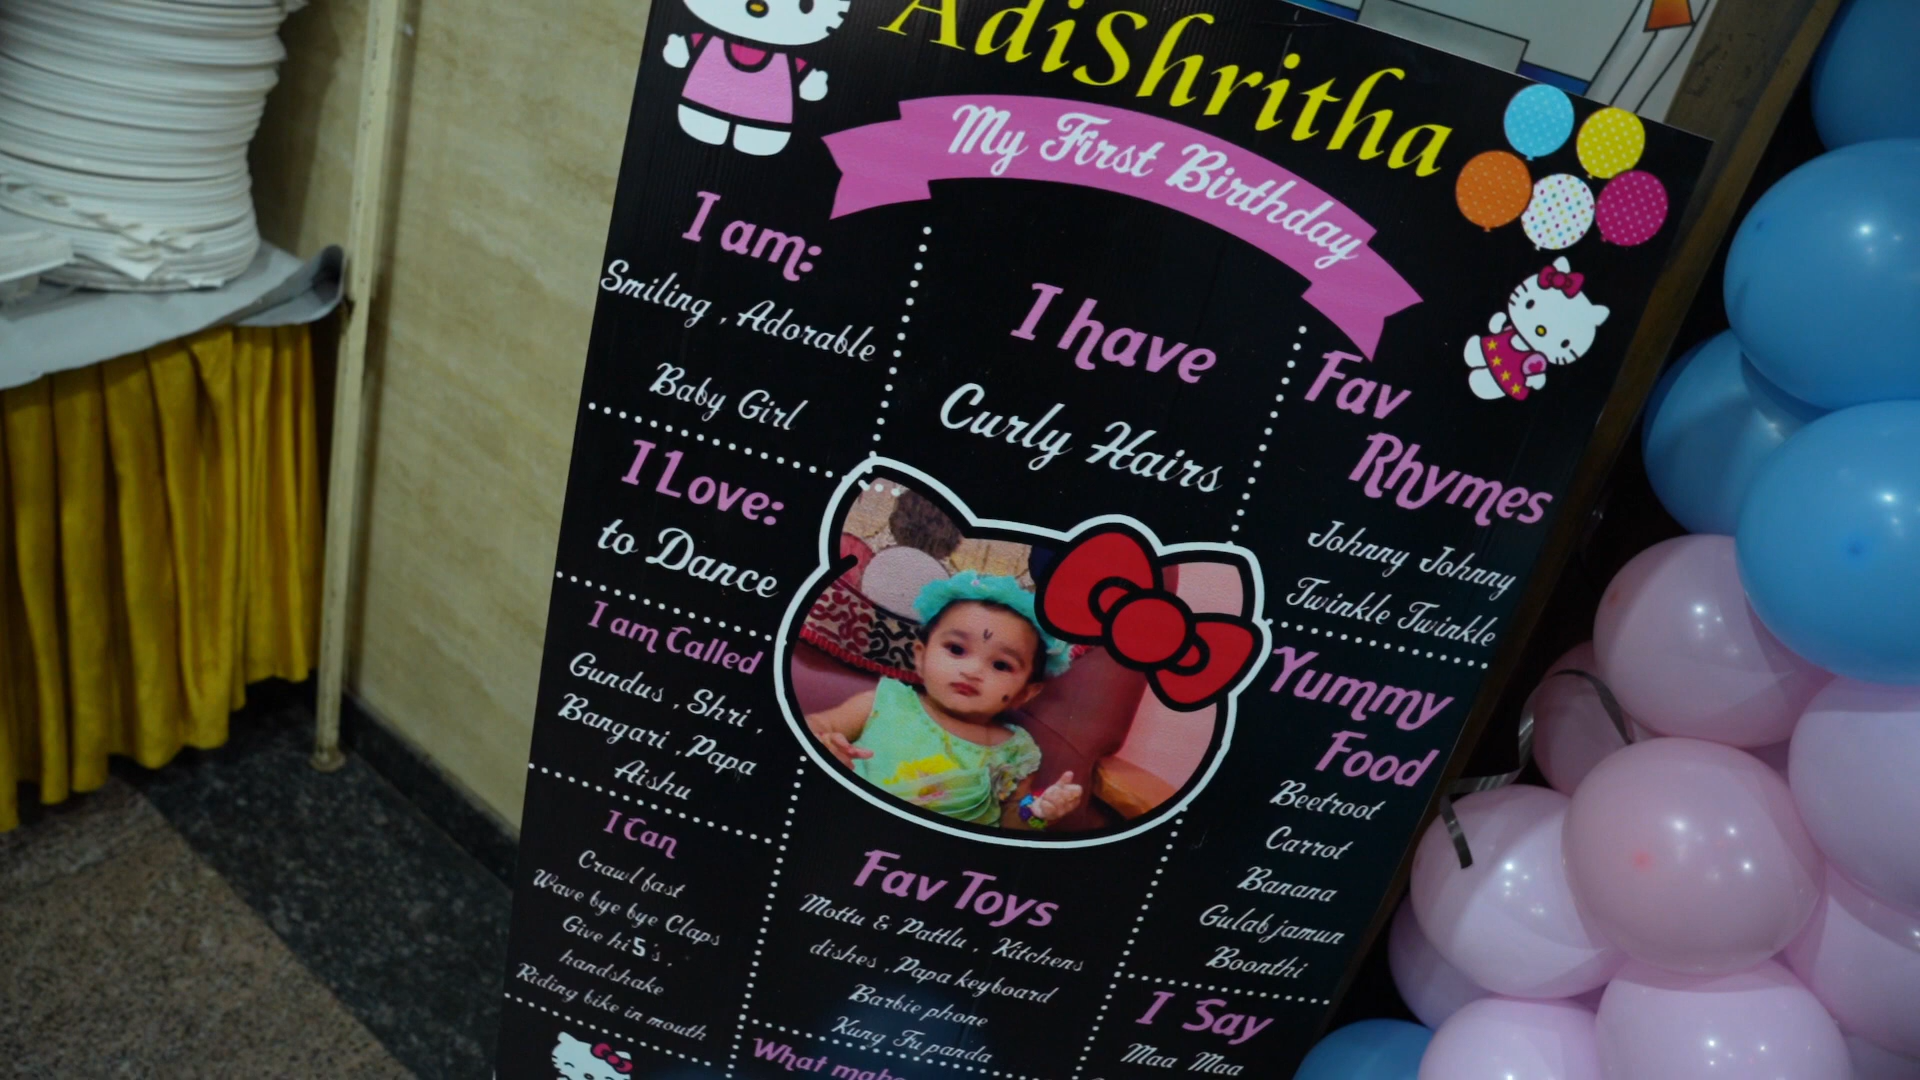 AdiShritha
My First Birthday
I am:
Smiling , Adorable
Baby Girl
I Love:
to Dance
I am Called
Gundus , Shri ,
Bangari , Papa
Aishu
I Can
Crawl fast
Wave bye bye Claps
Give hi5's ,
handshake
Riding bike in mouth
I have
Curly Hairs
Fav Toys
Mottu & Pattlu , Kitchens
dishes , Papa keyboard
Barbie phone
Kung Fu panda
What
Fav
Rhymes
Johnny Johnny
Twinkle Twinkle
Yummy
Food
Beetroot
Carrot
Banana
Gulab jamun
Boonthi
I Say
Maa Maa